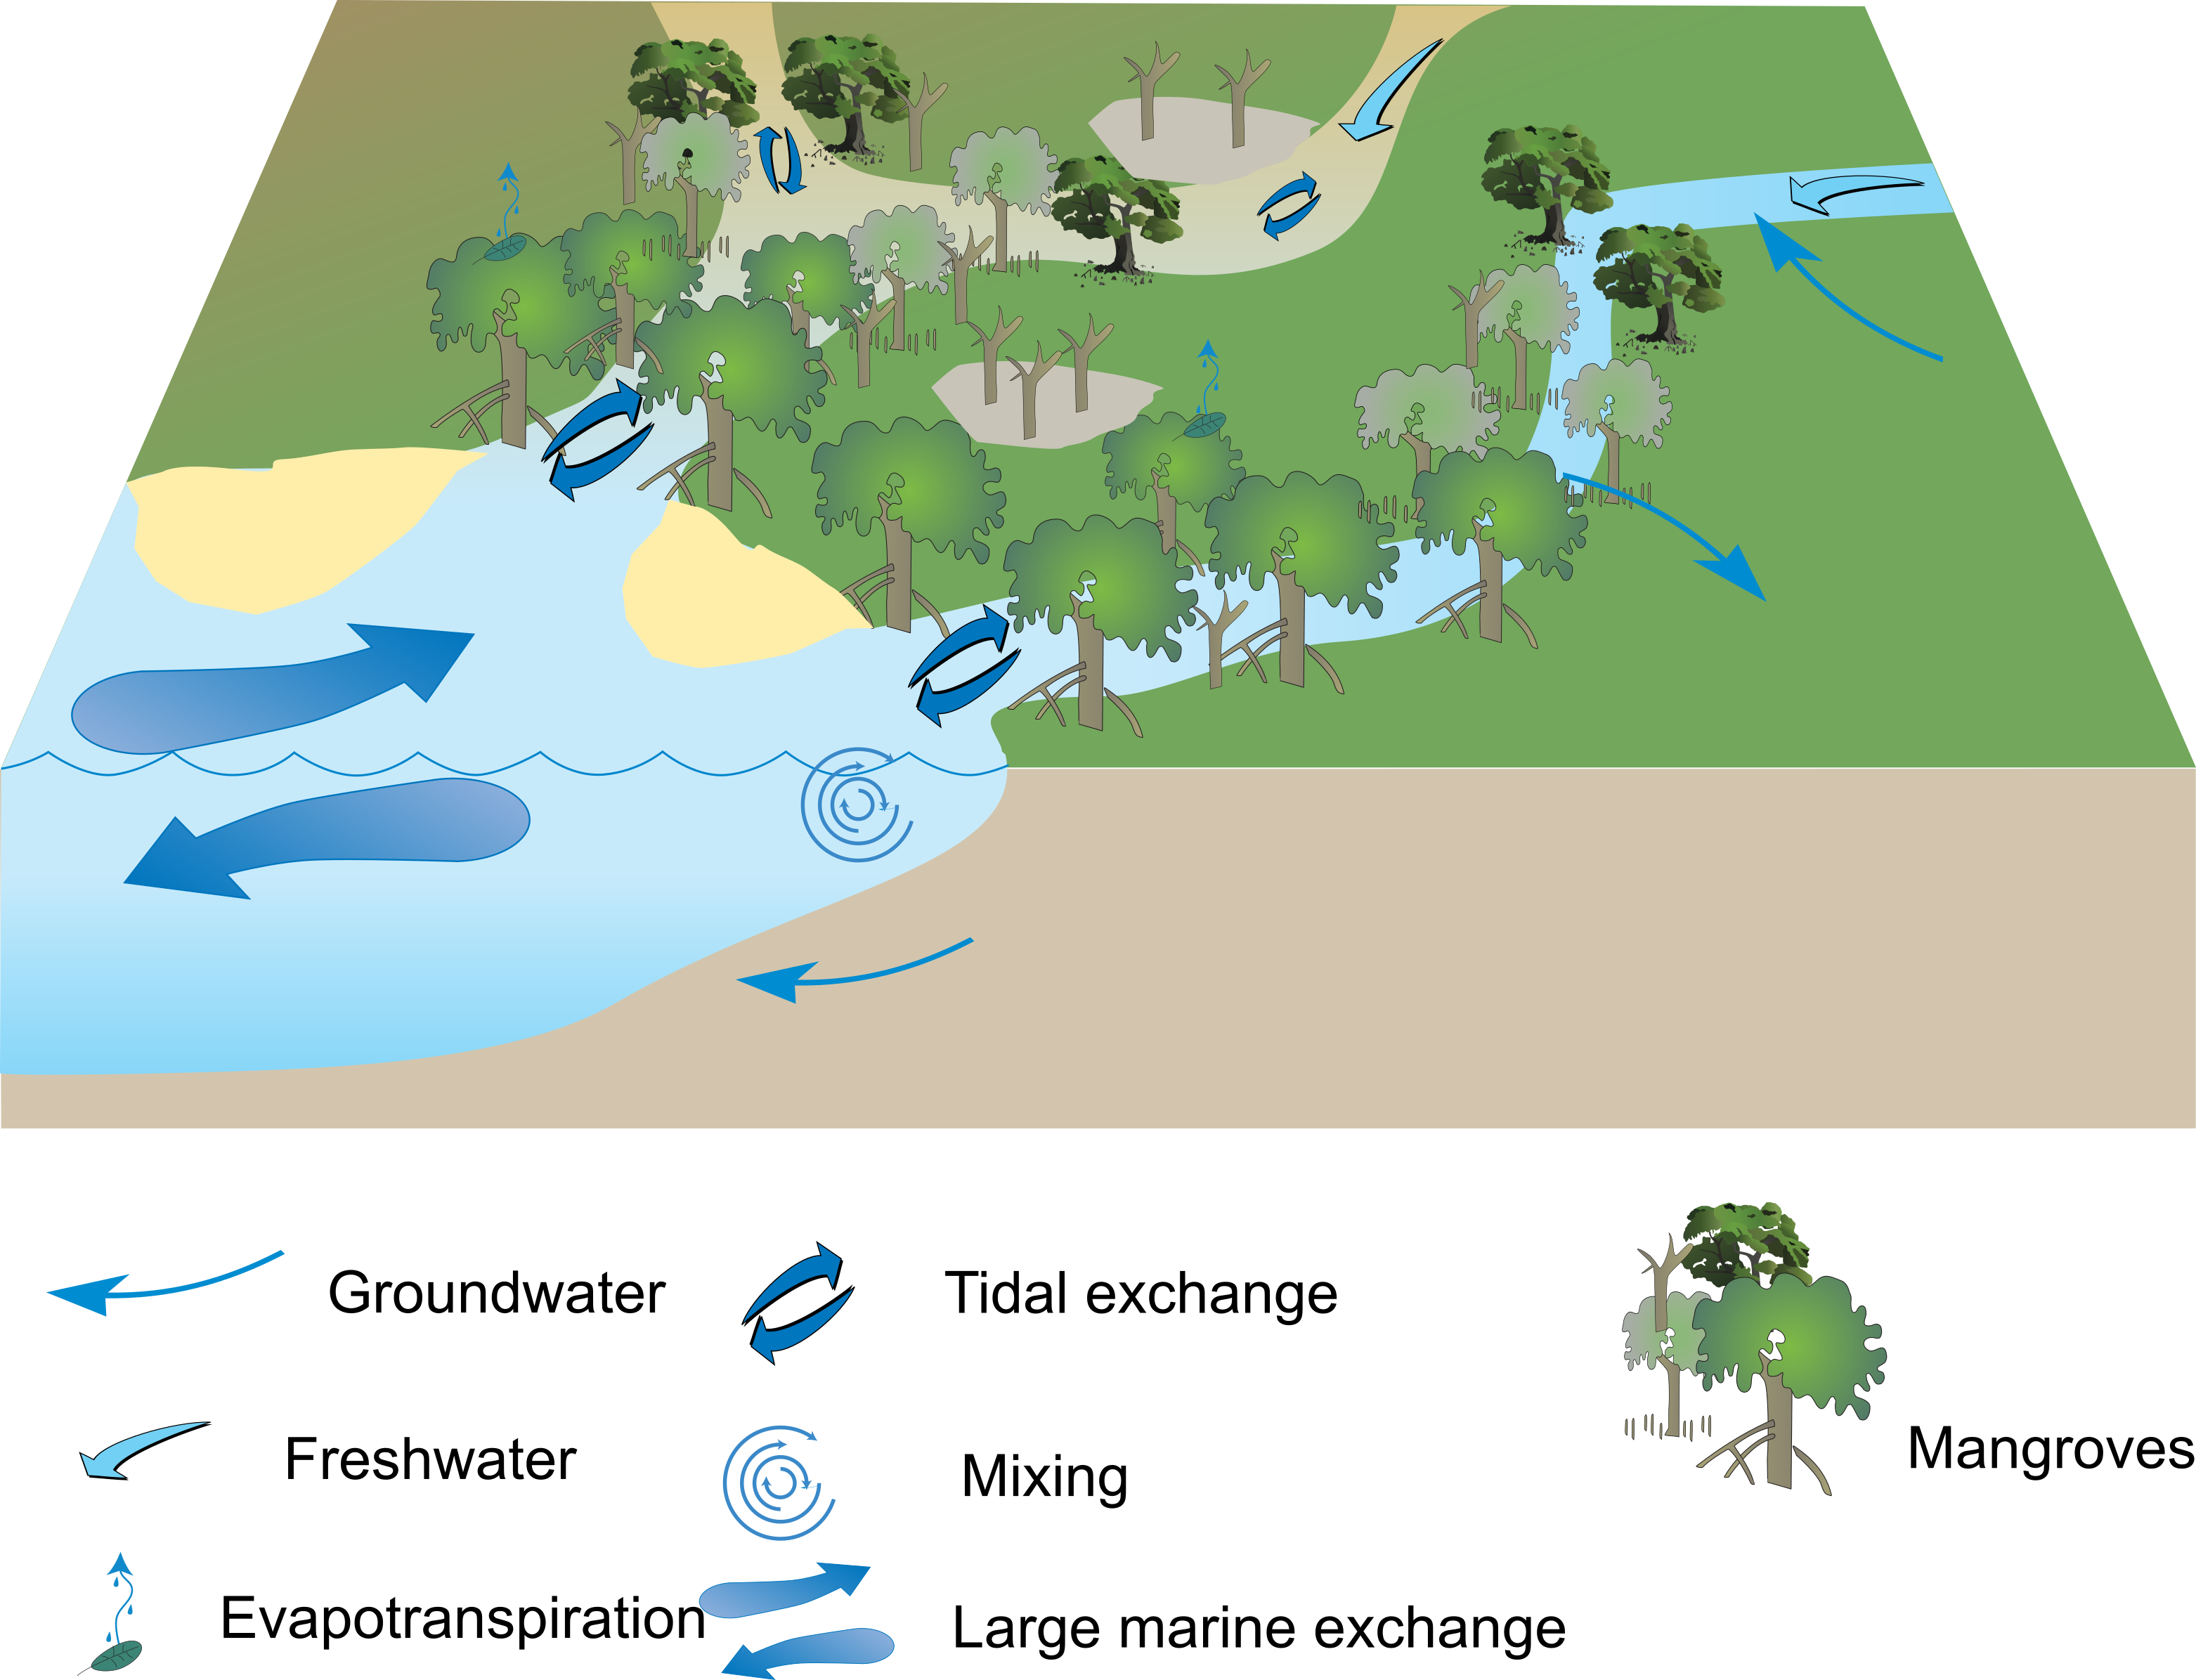 Groundwater
Tidal exchange
Freshwater
Mixing
Mangroves
Evapotranspiration
Large marine exchange